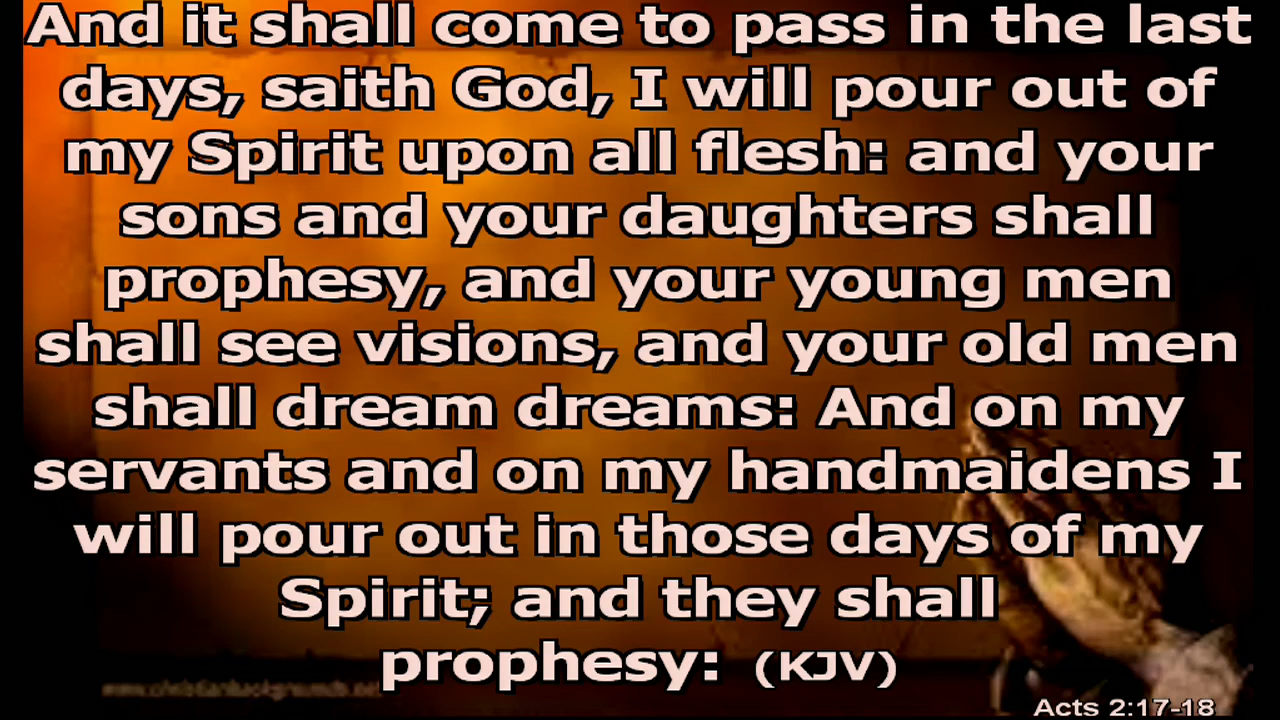 And it shall come to pass in the last
days, saith God, I will pour out of
my Spirit upon all flesh: and your
sons and your daughters shall
prophesy, and your young men
shall see visions, and your old men
shall dream dreams: And on my
servants and on my handmaidens I
will pour out in those days of my
Spirit; and they shall
prophesy: (KJV)
www.christianbackgrounds.net
Acts 2:17-18